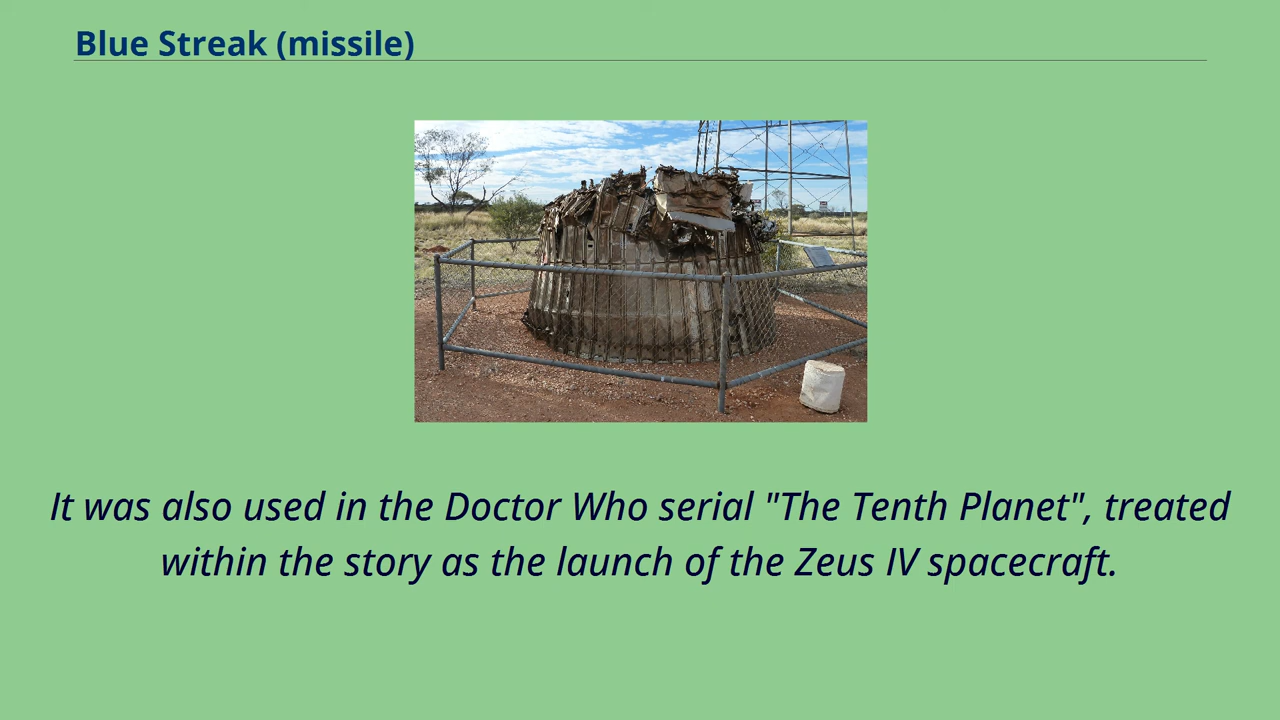 Blue Streak (missile)
It was also used in the Doctor Who serial "The Tenth Planet", treated
within the story as the launch of the Zeus IV spacecraft.